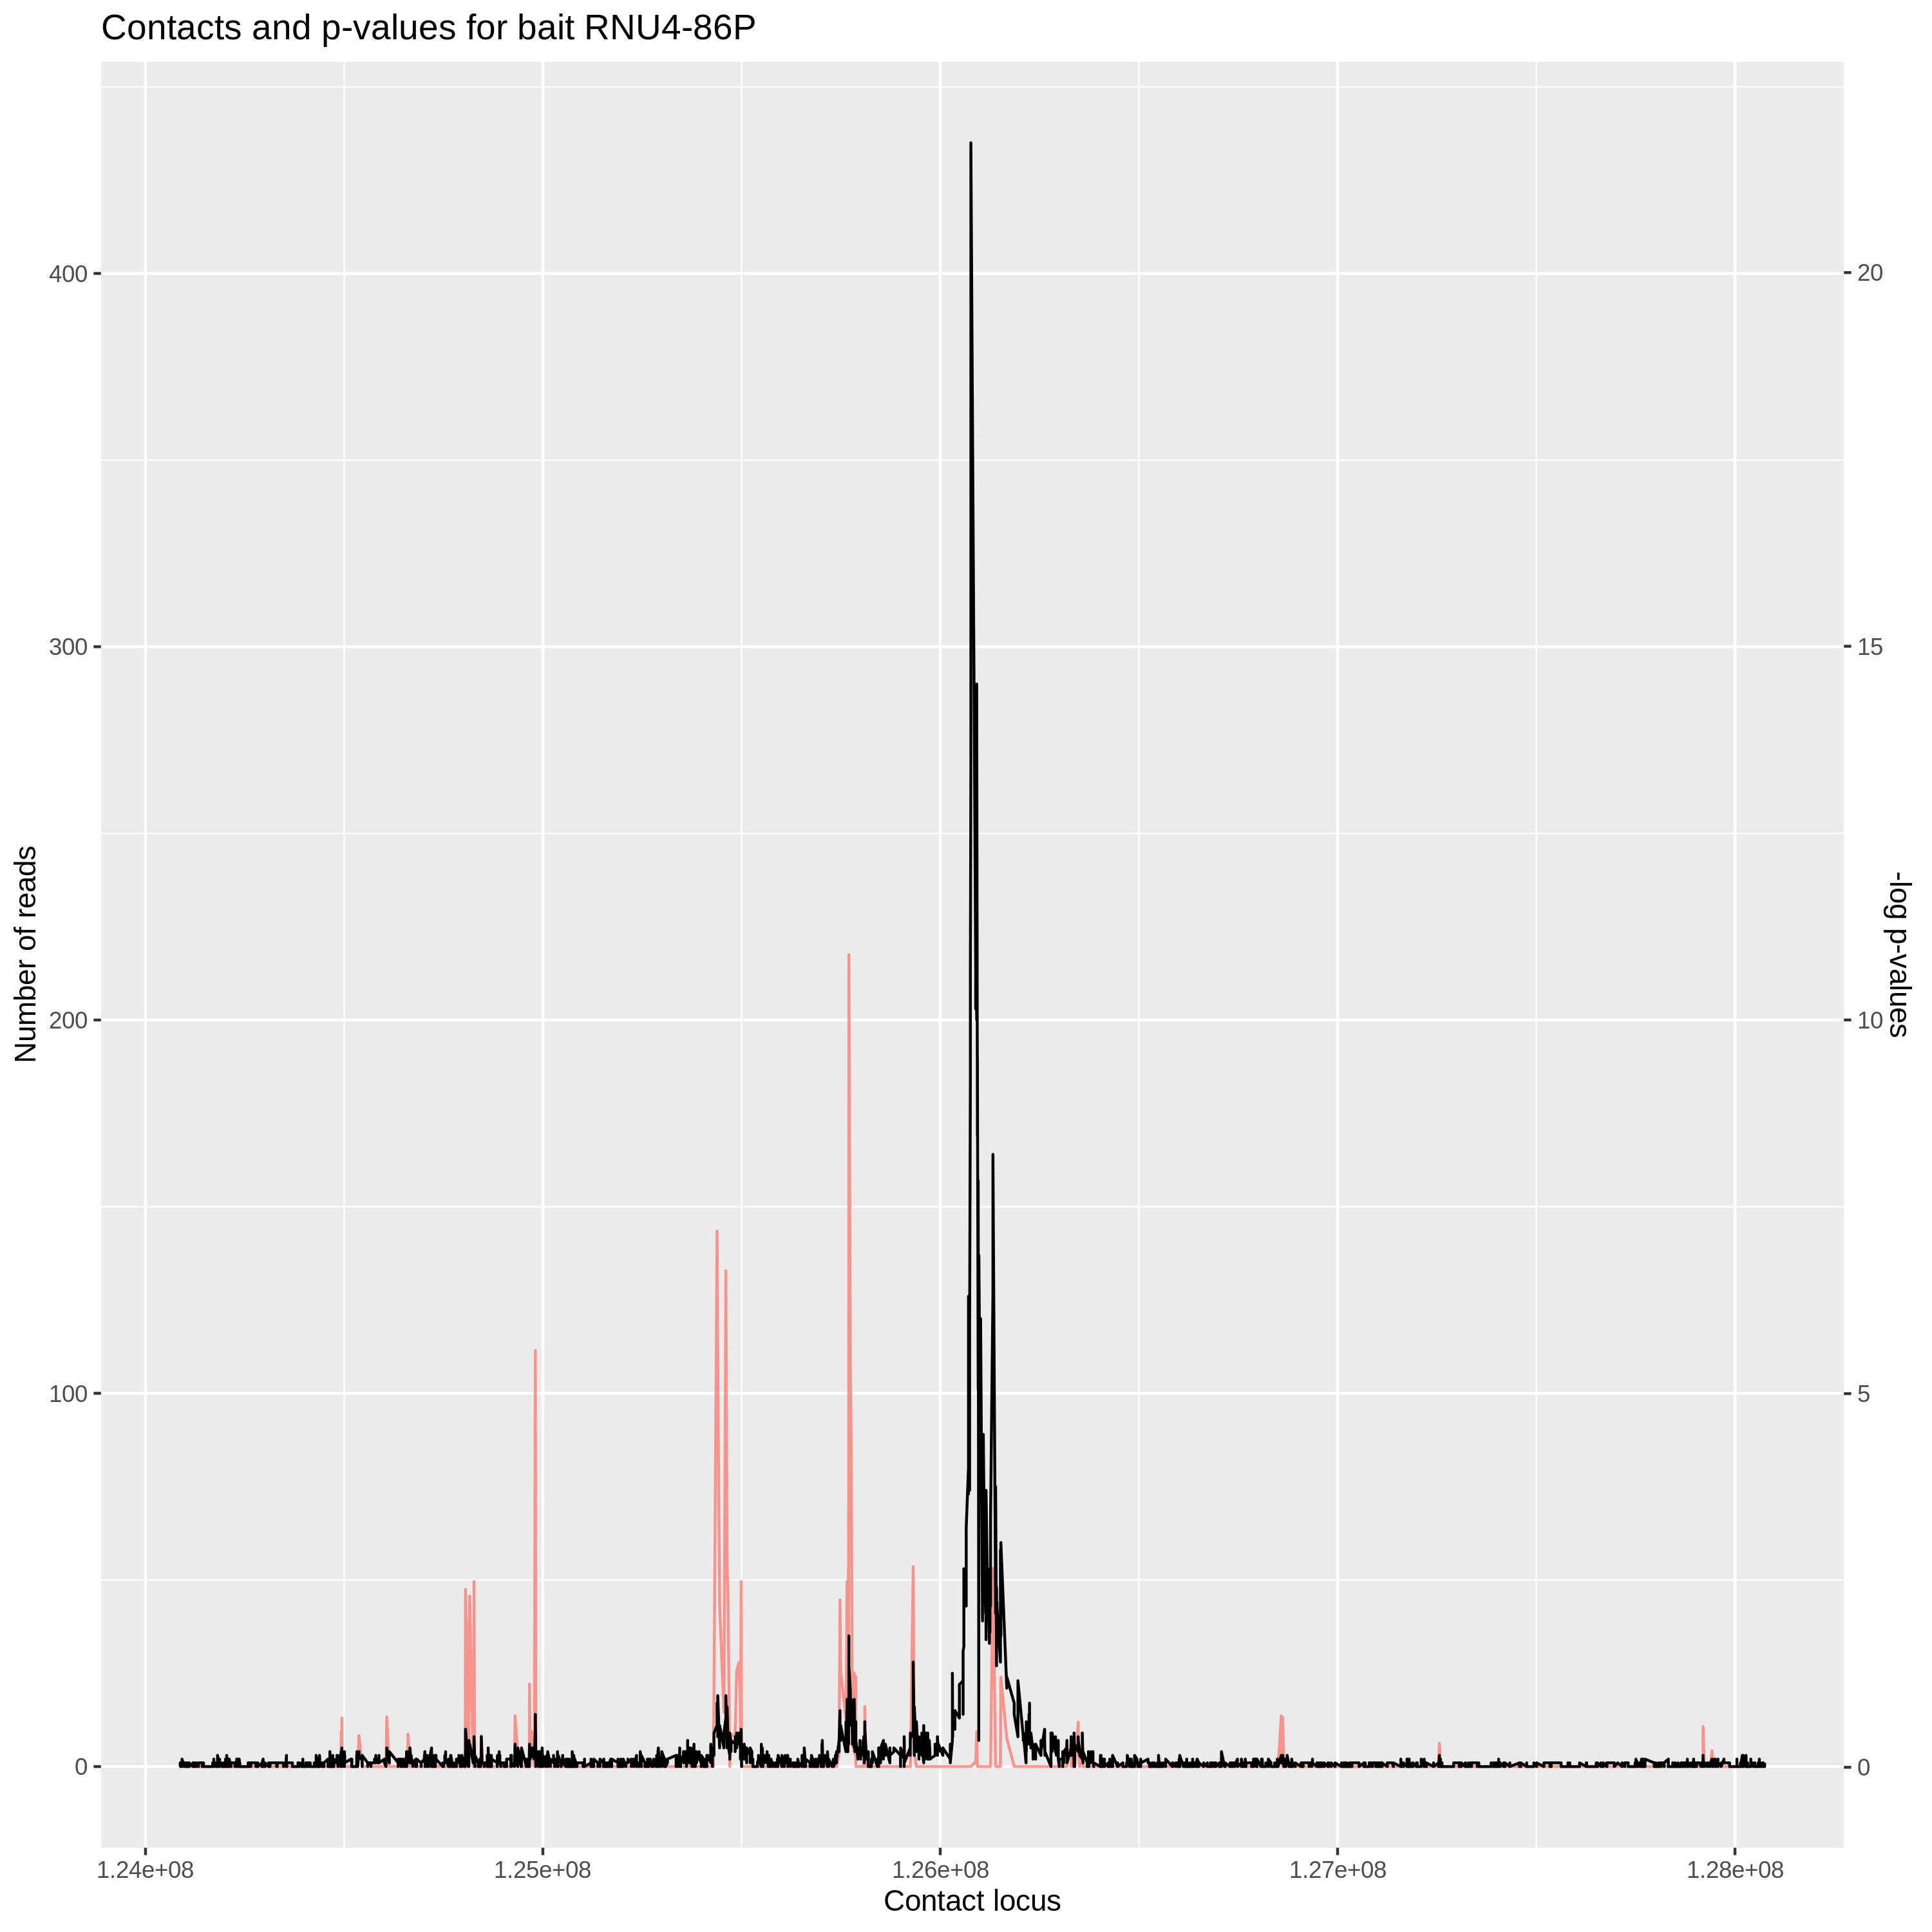 Contacts and p-values for bait RNU4-86P
400
300
200
100
0
20
15
10
5
0
Number of reads
-log p-values
1.24e+08
1.25e+08
1.26e+08
1.27e+08
1.28e+08
Contact locus